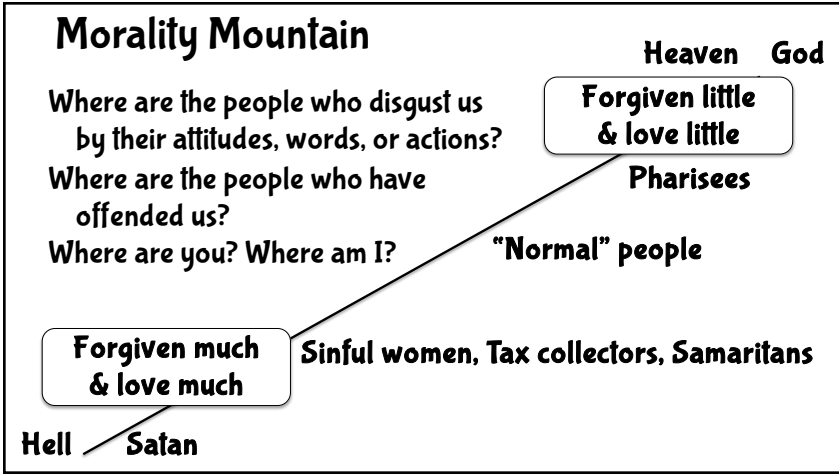 Morality Mountain
Heaven God
Where are the people who disgust us
by their attitudes, words, or actions?
Forgiven little
& love little
Where are the people who have
offended us?
Pharisees
Where are you? Where am I?
“Normal” people
Forgiven much
& love much
Sinful women, Tax collectors, Samaritans
Hell Satan